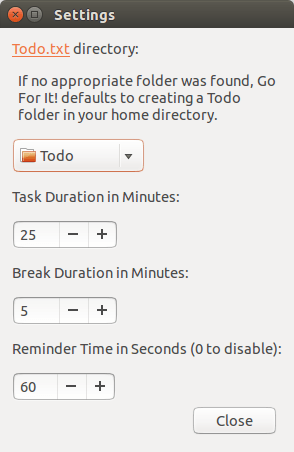 Settings
Todo.txt directory:
If no appropriate folder was found, Go
For It! defaults to creating a Todo
folder in your home directory.
Todo
Task Duration in Minutes:
25 − +
Break Duration in Minutes:
5 − +
Reminder Time in Seconds (0 to disable):
60 − +
Close